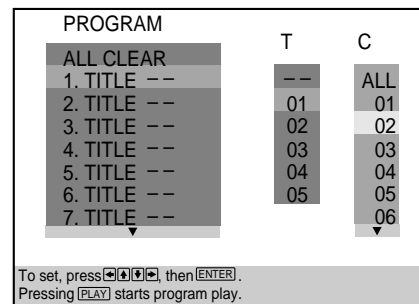 PROGRAM
T C
ALL CLEAR
1. TITLE – – – – ALL
2. TITLE – – 01 01
3. TITLE – – 02 02
4. TITLE – – 03 03
5. TITLE – – 04 04
6. TITLE – – 05 05
7. TITLE – – 06
To set, press ←↑↓→, then ENTER.
Pressing PLAY starts program play.